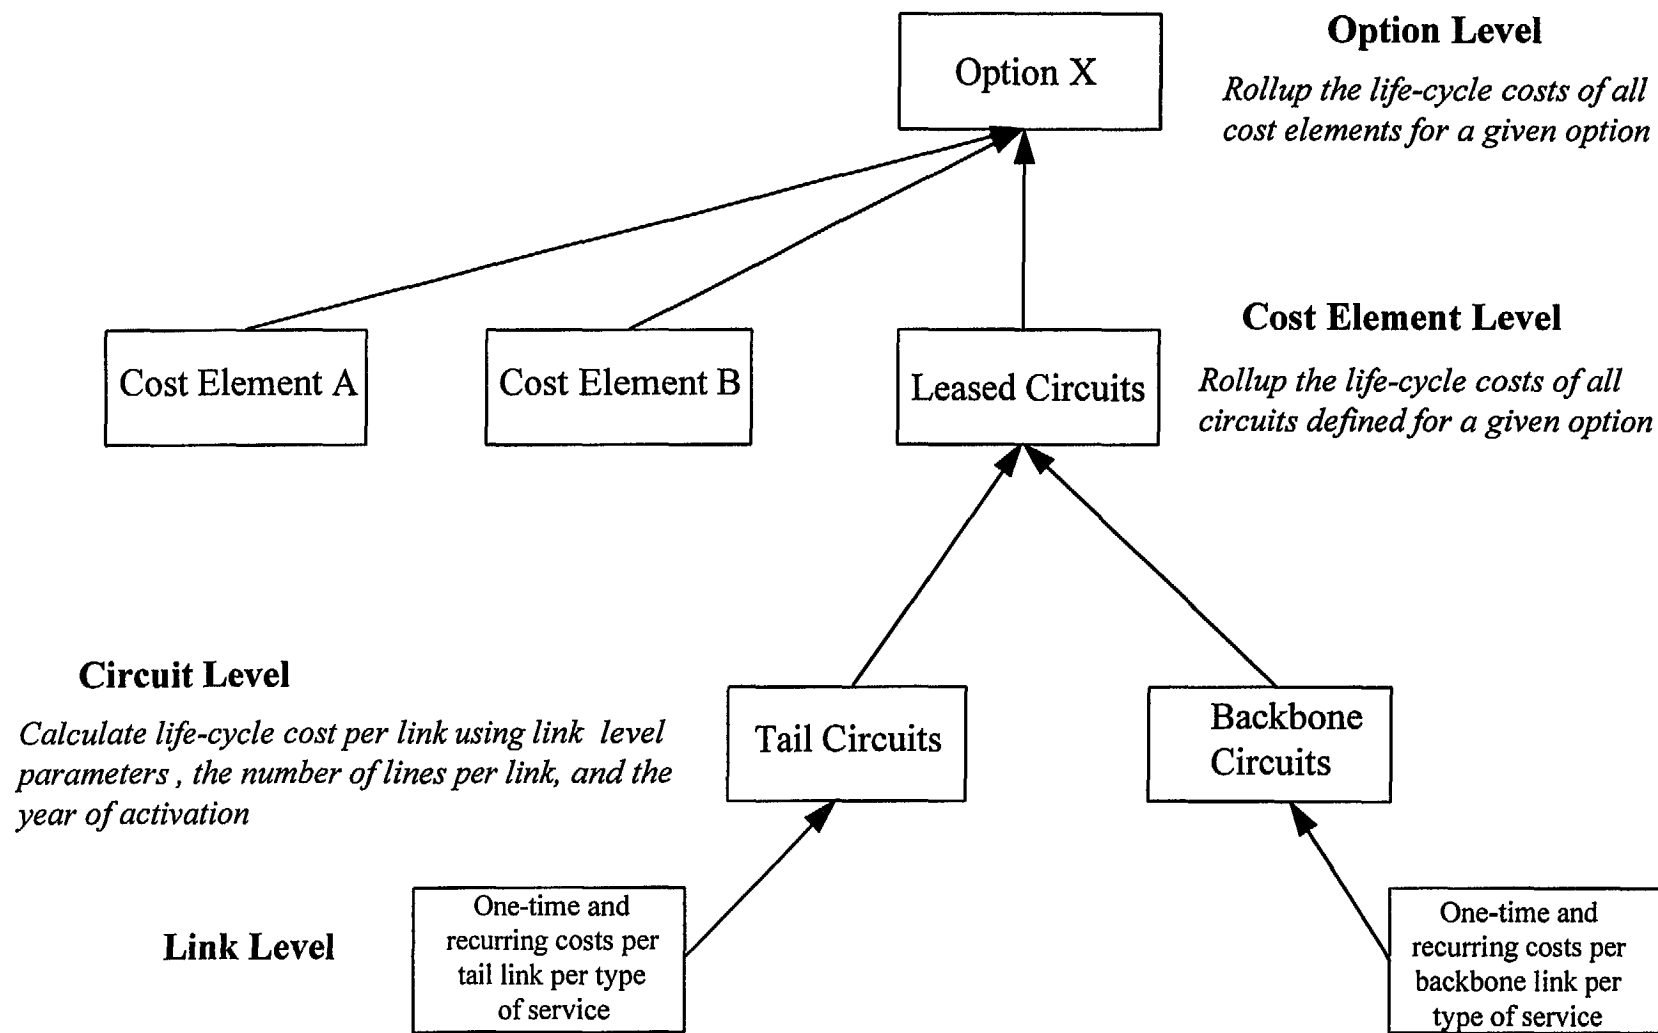 Option X
Option Level
Rollup the life-cycle costs of all
cost elements for a given option
Cost Element A
Cost Element B
Leased Circuits
Cost Element Level
Rollup the life-cycle costs of all
circuits defined for a given option
Circuit Level
Calculate life-cycle cost per link using link level
parameters , the number of lines per link, and the
year of activation
Tail Circuits
Backbone
Circuits
Link Level
One-time and
recurring costs per
tail link per type
of service
One-time and
recurring costs per
backbone link per
type of service